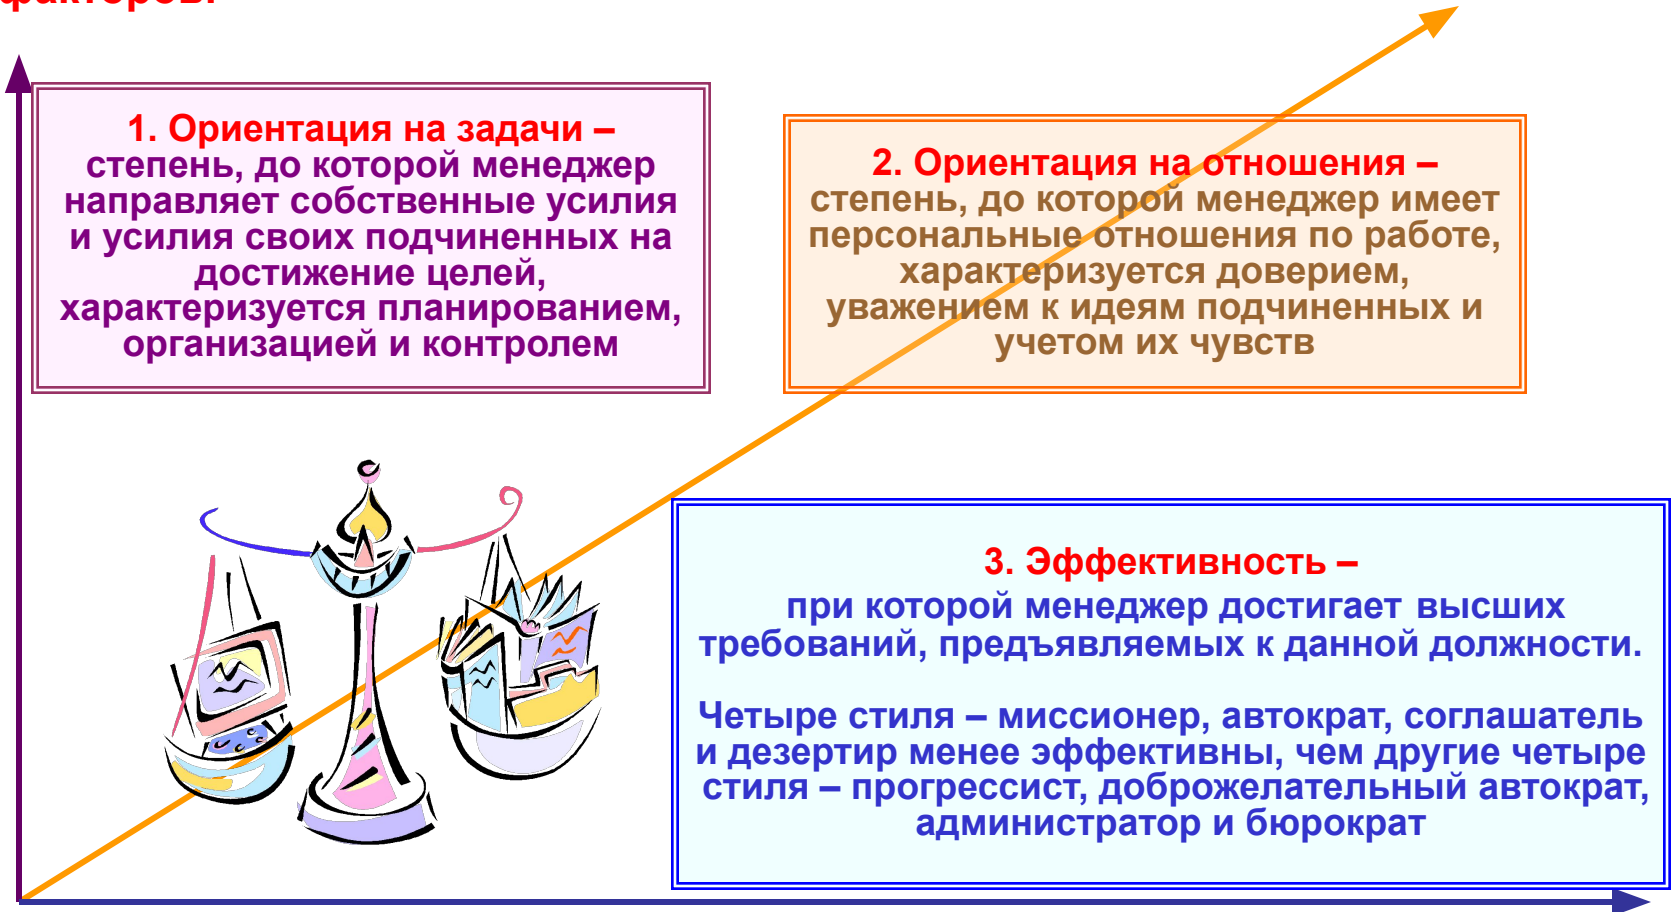 факторов:
1. Ориентация на задачи –
степень, до которой менеджер
направляет собственные усилия
и усилия своих подчиненных на
достижение целей,
характеризуется планированием,
организацией и контролем
2. Ориентация на отношения –
степень, до которой менеджер имеет
персональные отношения по работе,
характеризуется доверием,
уважением к идеям подчиненных и
учетом их чувств
3. Эффективность –
при которой менеджер достигает высших
требований, предъявляемых к данной должности.
Четыре стиля – миссионер, автократ, соглашатель
и дезертир менее эффективны, чем другие четыре
стиля – прогрессист, доброжелательный автократ,
администратор и бюрократ